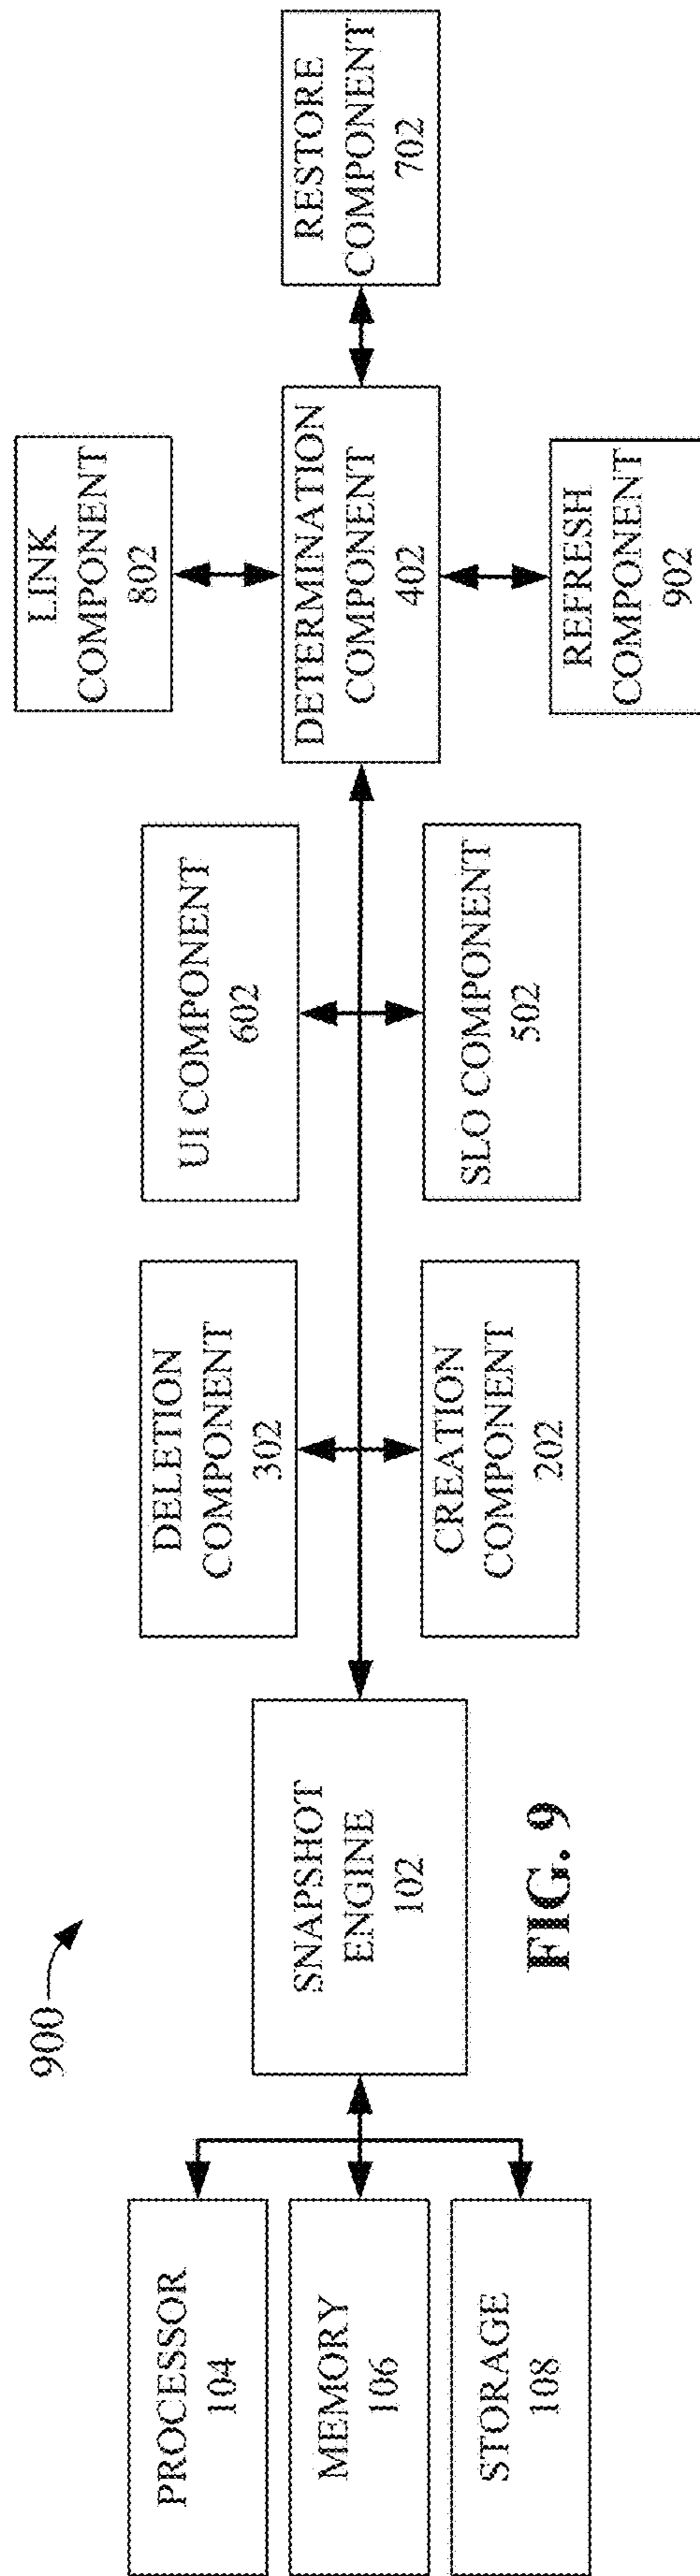 900
PROCESSOR
104
MEMORY
106
STORAGE
108
SNAPSHOT
ENGINE
102
DELETION
COMPONENT
302
CREATION
COMPONENT
202
UI COMPONENT
602
SLO COMPONENT
502
LINK
COMPONENT
802
DETERMINATION
COMPONENT
402
REFRESH
COMPONENT
902
RESTORE
COMPONENT
702
FIG. 9